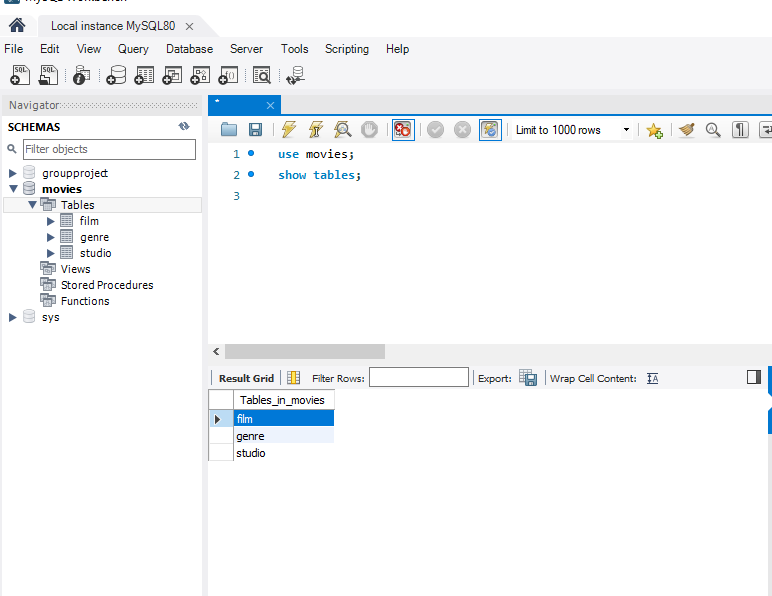 Local instance MySQL80
File Edit View Query Database Server Tools Scripting Help
Navigator
SCHEMAS
Filter objects
groupproject
movies
Tables
film
genre
studio
Views
Stored Procedures
Functions
sys
*
Limit to 1000 rows
1 use movies;
2 show tables;
3
Result Grid Filter Rows: Export: Wrap Cell Content:
Tables_in_movies
film
genre
studio